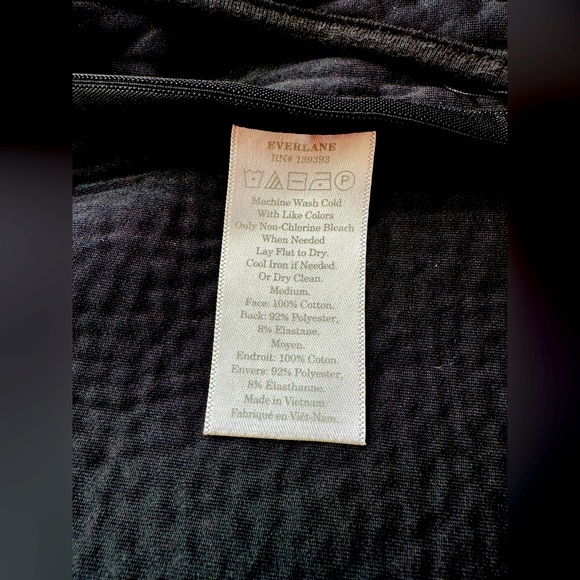 EVERLANE
RN# 139393
Machine Wash Cold
With Like Colors
Only Non-Chlorine Bleach
When Needed
Lay Flat to Dry.
Cool Iron if Needed.
Or Dry Clean.
Medium.
Face: 100% Cotton.
Back: 92% Polyester,
8% Elastane.
Moyen.
Endroit: 100% Coton.
Envers: 92% Polyester,
8% Elasthanne.
Made in Vietnam.
Fabriqué en Viêt-Nam.